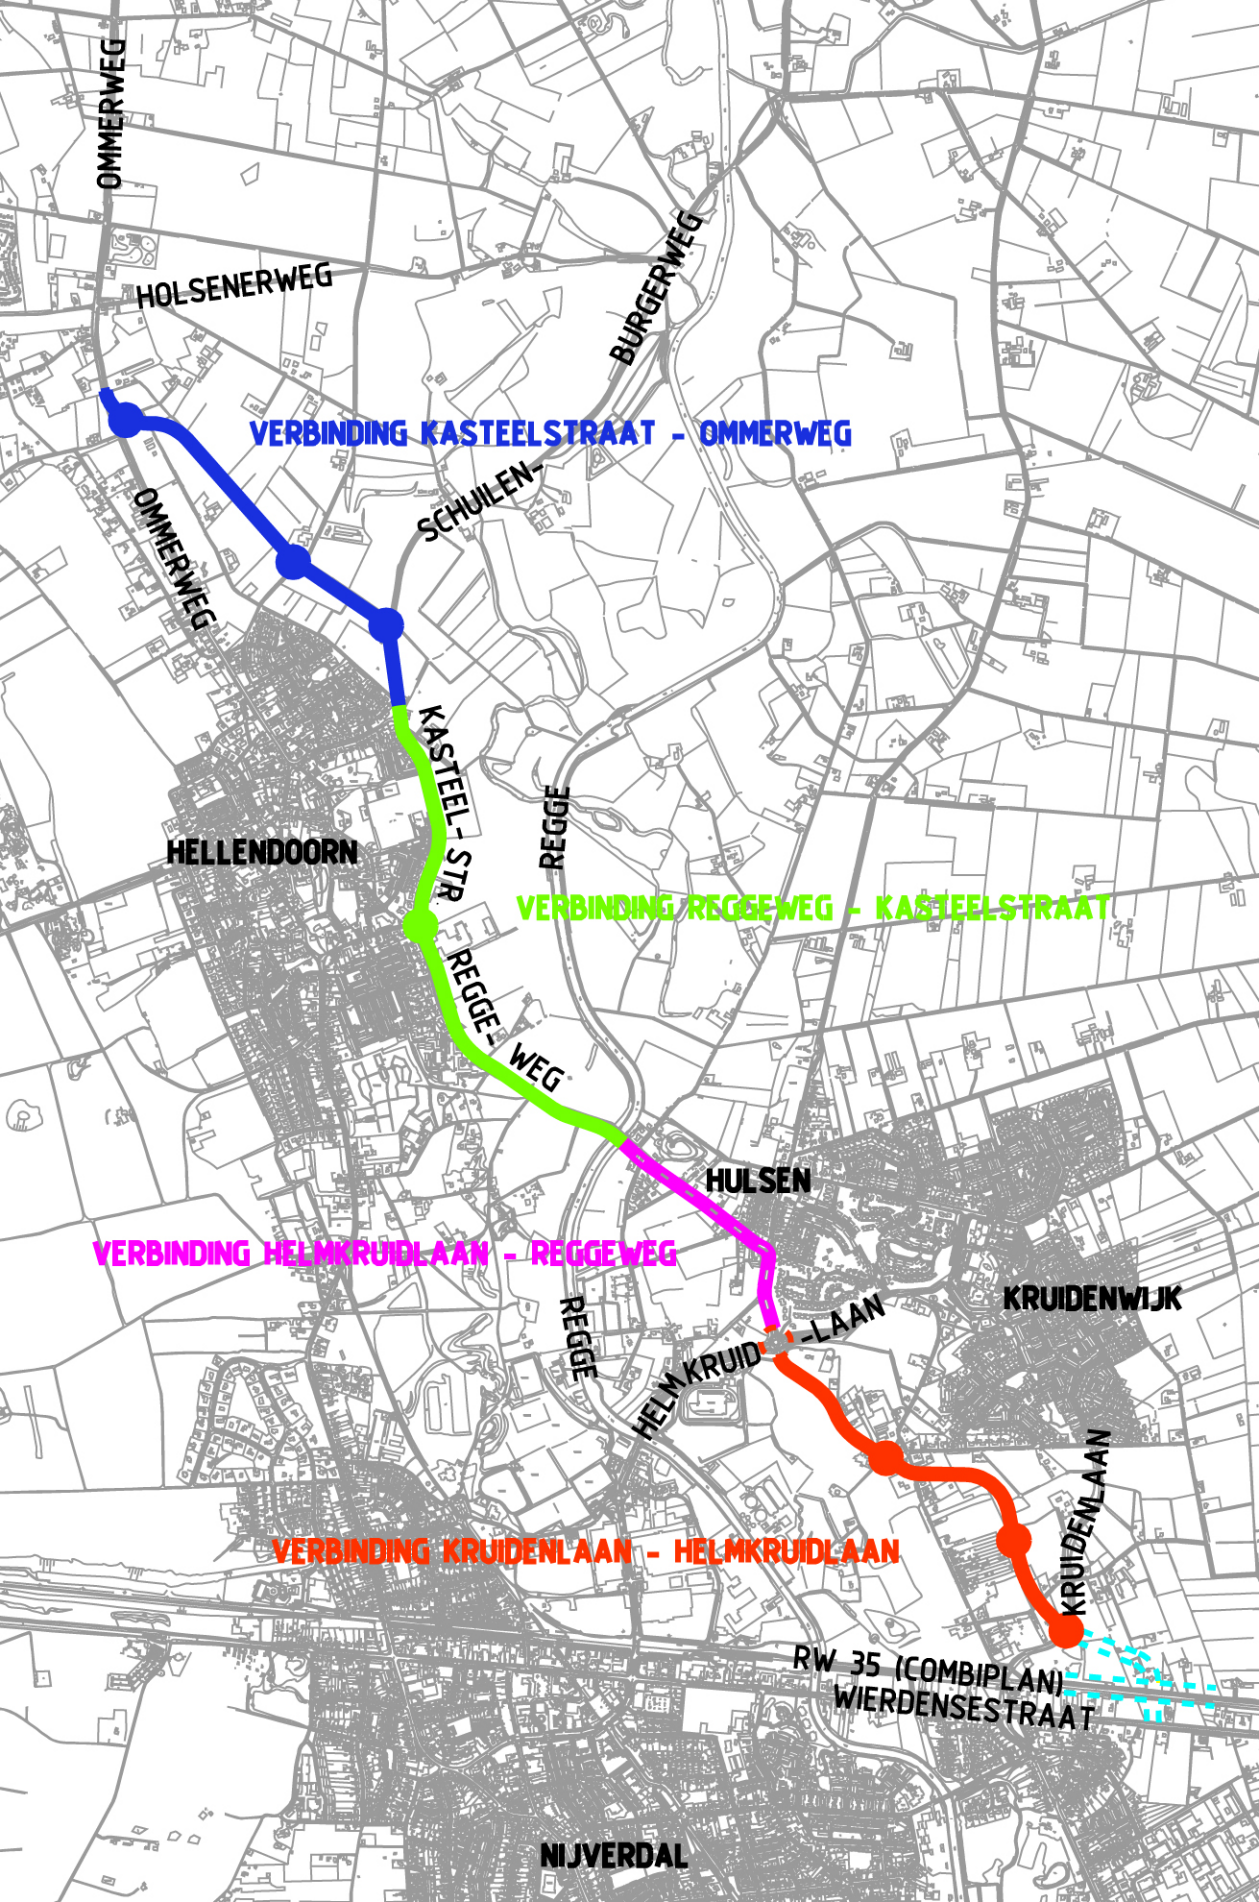 OMMERWEG
HOLSENERWEG
BURGERWEG
VERBINDING KASTEELSTRAAT - OMMERWEG
SCHUILEN-
OMMERWEG
KASTEEL- STR.
REGGE
HELLENDOORN
VERBINDING REGGEWEG - KASTEELSTRAAT
REGGE- WEG
HULSEN
VERBINDING HELMKRUIDLAAN - REGGEWEG
KRUIDENWIJK
REGGE
HELMKRUID -LAAN
KRUIDENLAAN
VERBINDING KRUIDENLAAN - HELMKRUIDLAAN
RW 35 (COMBIPLAN)
WIERDENSESTRAAT
NIJVERDAL